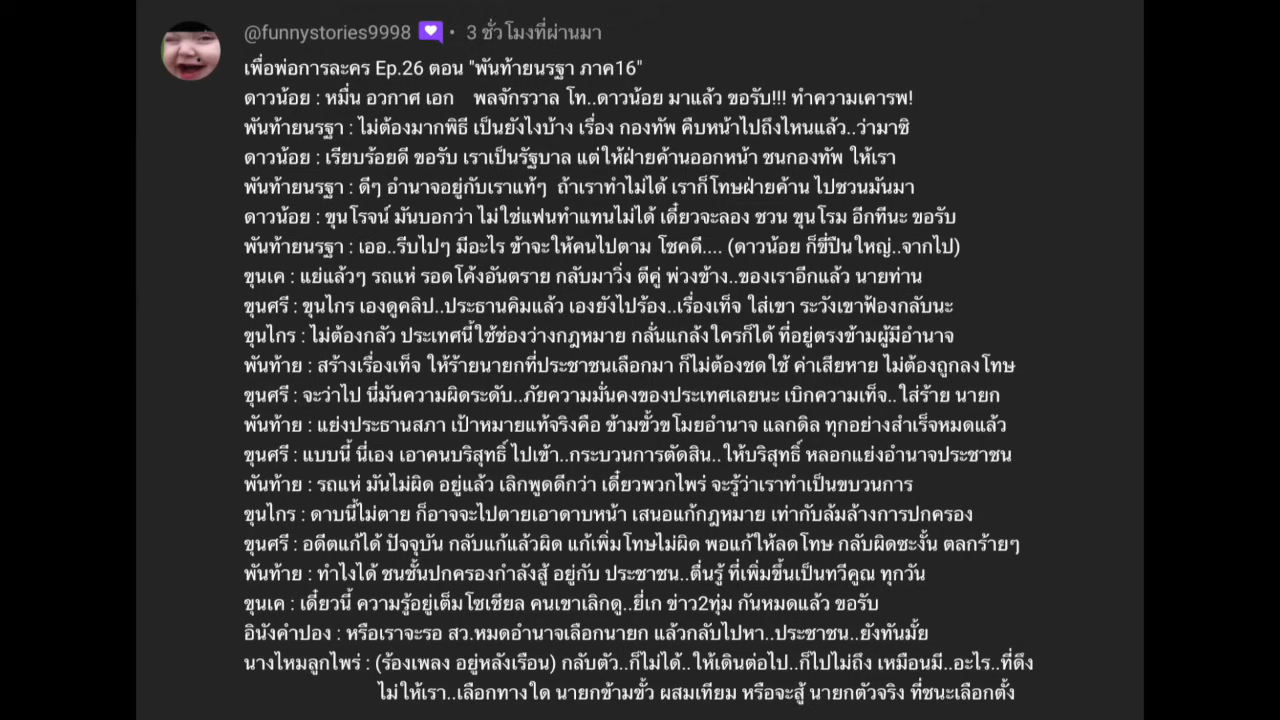 @funnystories9998 • 3 ชั่วโมงที่ผ่านมา
เพื่อพ่อการละคร Ep.26 ตอน "พันท้ายนรฐา ภาค16"
ดาวน้อย : หมื่น อวกาศ เอก พลจักรวาล โท..ดาวน้อย มาแล้ว ขอรับ!!! ทำความเคารพ!
พันท้ายนรฐา : ไม่ต้องมากพิธี เป็นยังไงบ้าง เรื่อง กองทัพ คืบหน้าไปถึงไหนแล้ว..ว่ามาซิ
ดาวน้อย : เรียบร้อยดี ขอรับ เราเป็นรัฐบาล แต่ให้ฝ่ายค้านออกหน้า ชนกองทัพ ให้เรา
พันท้ายนรฐา : ดีๆ อำนาจอยู่กับเราแท้ๆ ถ้าเราทำไม่ได้ เราก็โทษฝ่ายค้าน ไปชวนมันมา
ดาวน้อย : ขุนโรจน์ มันบอกว่า ไม่ใช่แฟนทำแทนไม่ได้ เดี๋ยวจะลอง ชวน ขุนโรม อีกทีนะ ขอรับ
พันท้ายนรฐา : เออ..รีบไปๆ มีอะไร ข้าจะให้คนไปตาม โชคดี.... (ดาวน้อย ก็ขี่ปืนใหญ่..จากไป)
ขุนเค : แย่แล้วๆ รถแห่ รอดโค้งอันตราย กลับมาวิ่ง ตีคู่ พ่วงข้าง..ของเราอีกแล้ว นายท่าน
ขุนศรี : ขุนไกร เองดูคลิป..ประธานคิมแล้ว เองยังไปร้อง..เรื่องเท็จ ใส่เขา ระวังเขาฟ้องกลับนะ
ขุนไกร : ไม่ต้องกลัว ประเทศนี้ใช้ช่องว่างกฎหมาย กลั่นแกล้งใครก็ได้ ที่อยู่ตรงข้ามผู้มีอำนาจ
พันท้าย : สร้างเรื่องเท็จ ให้ร้ายนายกที่ประชาชนเลือกมา ก็ไม่ต้องชดใช้ ค่าเสียหาย ไม่ต้องถูกลงโทษ
ขุนศรี : จะว่าไป นี่มันความผิดระดับ..ภัยความมั่นคงของประเทศเลยนะ เบิกความเท็จ..ใส่ร้าย นายก
พันท้าย : แย่งประธานสภา เป้าหมายแท้จริงคือ ข้ามขั้วขโมยอำนาจ แลกดิล ทุกอย่างสำเร็จหมดแล้ว
ขุนศรี : แบบนี้ นี่เอง เอาคนบริสุทธิ์ ไปเข้า..กระบวนการตัดสิน..ให้บริสุทธิ์ หลอกแย่งอำนาจประชาชน
พันท้าย : รถแห่ มันไม่ผิด อยู่แล้ว เลิกพูดดีกว่า เดี๋ยวพวกไพร่ จะรู้ว่าเราทำเป็นขบวนการ
ขุนไกร : ดาบนี้ไม่ตาย ก็อาจจะไปตายเอาดาบหน้า เสนอแก้กฎหมาย เท่ากับล้มล้างการปกครอง
ขุนศรี : อดีตแก้ได้ ปัจจุบัน กลับแก้แล้วผิด แก้เพิ่มโทษไม่ผิด พอแก้ให้ลดโทษ กลับผิดซะงั้น ตลกร้ายๆ
พันท้าย : ทำไงได้ ชนชั้นปกครองกำลังสู้ อยู่กับ ประชาชน..ตื่นรู้ ที่เพิ่มขึ้นเป็นทวีคูณ ทุกวัน
ขุนเค : เดี๋ยวนี้ ความรู้อยู่เต็มโซเชียล คนเขาเลิกดู..ยี่เก ข่าว2ทุ่ม กันหมดแล้ว ขอรับ
อินังคำปอง : หรือเราจะรอ สว.หมดอำนาจเลือกนายก แล้วกลับไปหา..ประชาชน..ยังทันมั้ย
นางไหมลูกไพร่ : (ร้องเพลง อยู่หลังเรือน) กลับตัว..ก็ไม่ได้..ให้เดินต่อไป..ก็ไปไม่ถึง เหมือนมี..อะไร..ที่ดึง
ไม่ให้เรา..เลือกทางใด นายกข้ามขั้ว ผสมเทียม หรือจะสู้ นายกตัวจริง ที่ชนะเลือกตั้ง